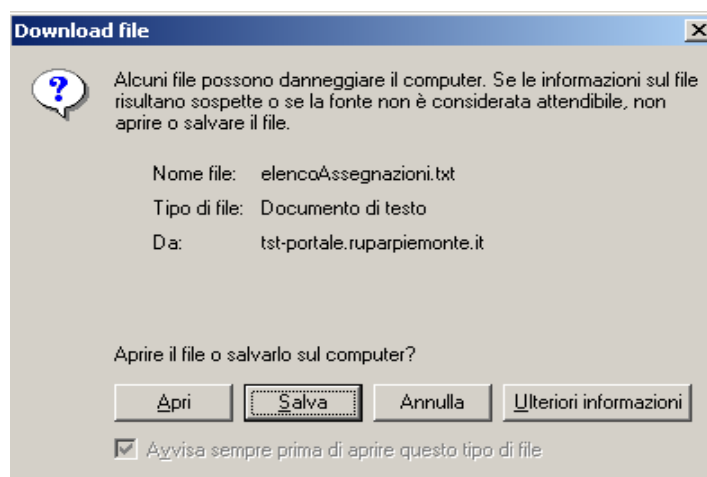 Download file
Alcuni file possono danneggiare il computer. Se le informazioni sul file
risultano sospette o se la fonte non è considerata attendibile, non
aprire o salvare il file.
Nome file: elencoAssegnazioni.txt
Tipo di file: Documento di testo
Da: tst-portale.ruparpiemonte.it
Aprire il file o salvarlo sul computer?
Apri Salva Annulla Ulteriori informazioni
Avvisa sempre prima di aprire questo tipo di file